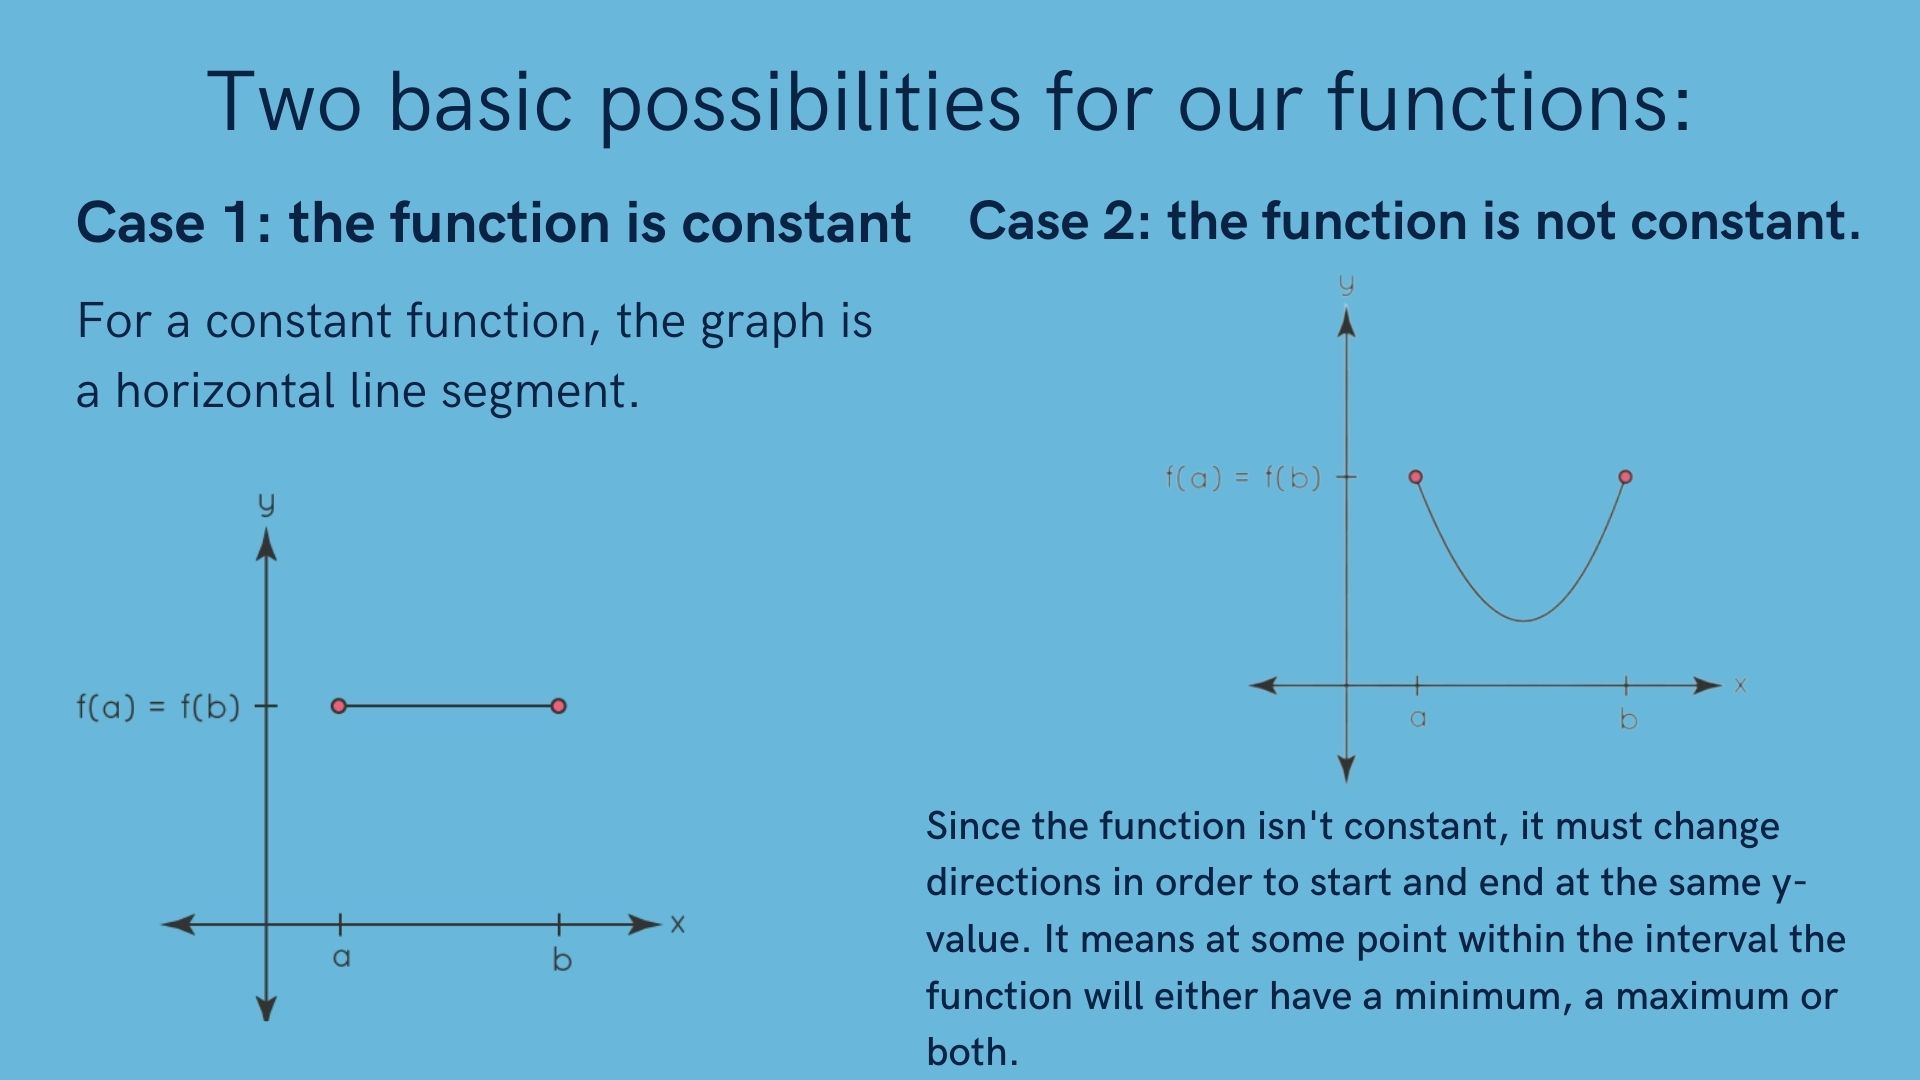 Two basic possibilities for our functions:
Case 1: the function is constant
For a constant function, the graph is
a horizontal line segment.
y
f(a) = f(b)
x
a
b
Case 2: the function is not constant.
y
f(a) = f(b)
x
a
b
Since the function isn't constant, it must change
directions in order to start and end at the same y-
value. It means at some point within the interval the
function will either have a minimum, a maximum or
both.